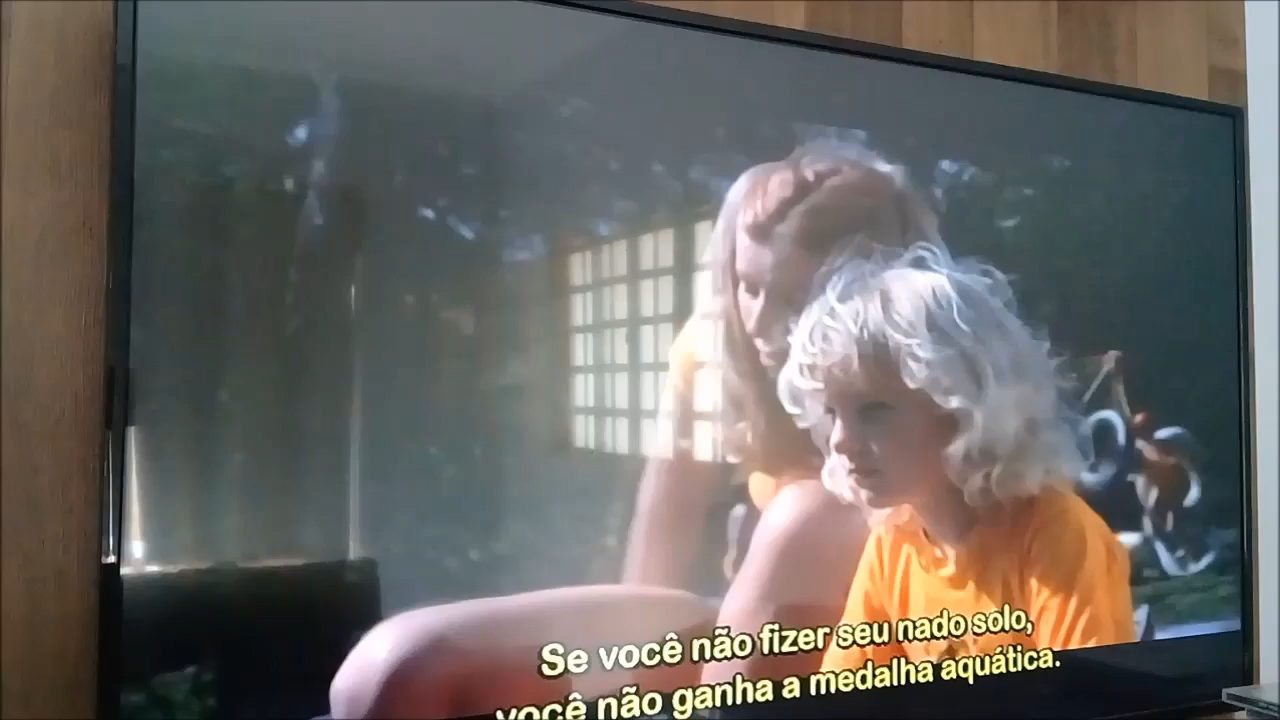 Se você não fizer seu nado solo,
você não ganha a medalha aquática.